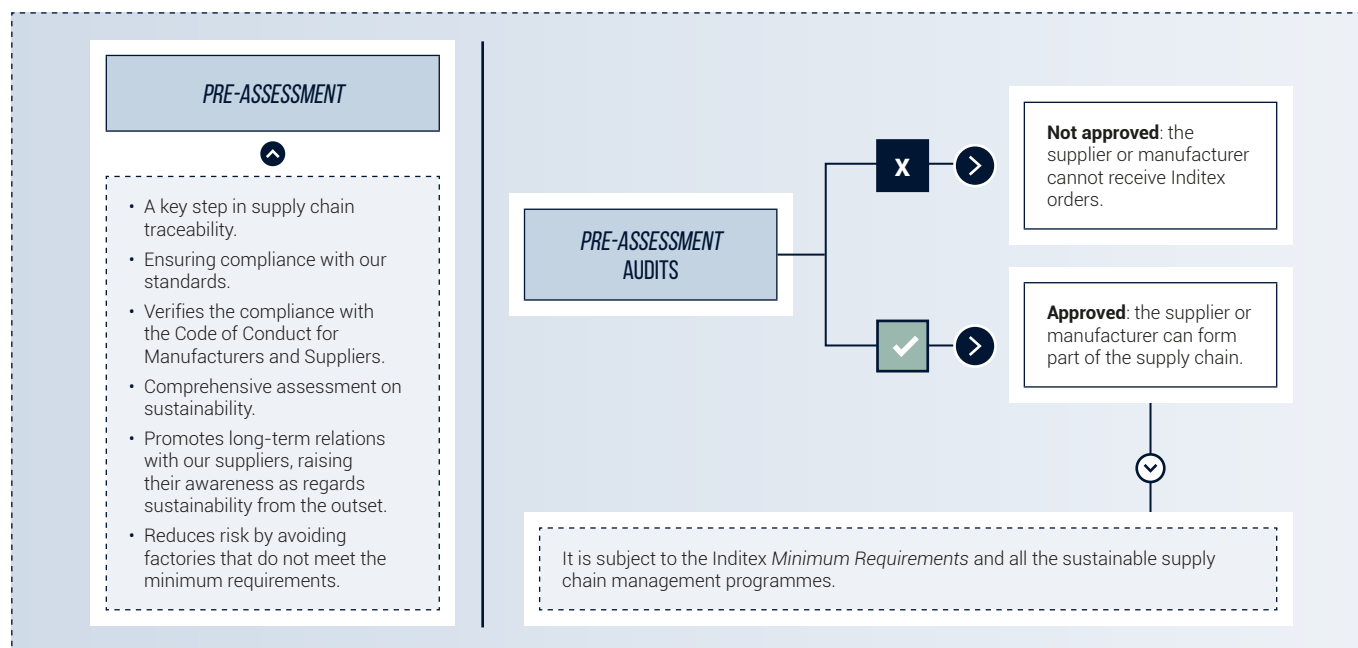 PRE-ASSESSMENT
• A key step in supply chain
traceability.
• Ensuring compliance with our
standards.
• Verifies the compliance with
the Code of Conduct for
Manufacturers and Suppliers.
• Comprehensive assessment on
sustainability.
• Promotes long-term relations
with our suppliers, raising
their awareness as regards
sustainability from the outset.
• Reduces risk by avoiding
factories that do not meet the
minimum requirements.
PRE-ASSESSMENT
AUDITS
X
Not approved: the
supplier or manufacturer
cannot receive Inditex
orders.
Approved: the supplier or
manufacturer can form
part of the supply chain.
It is subject to the Inditex Minimum Requirements and all the sustainable supply
chain management programmes.